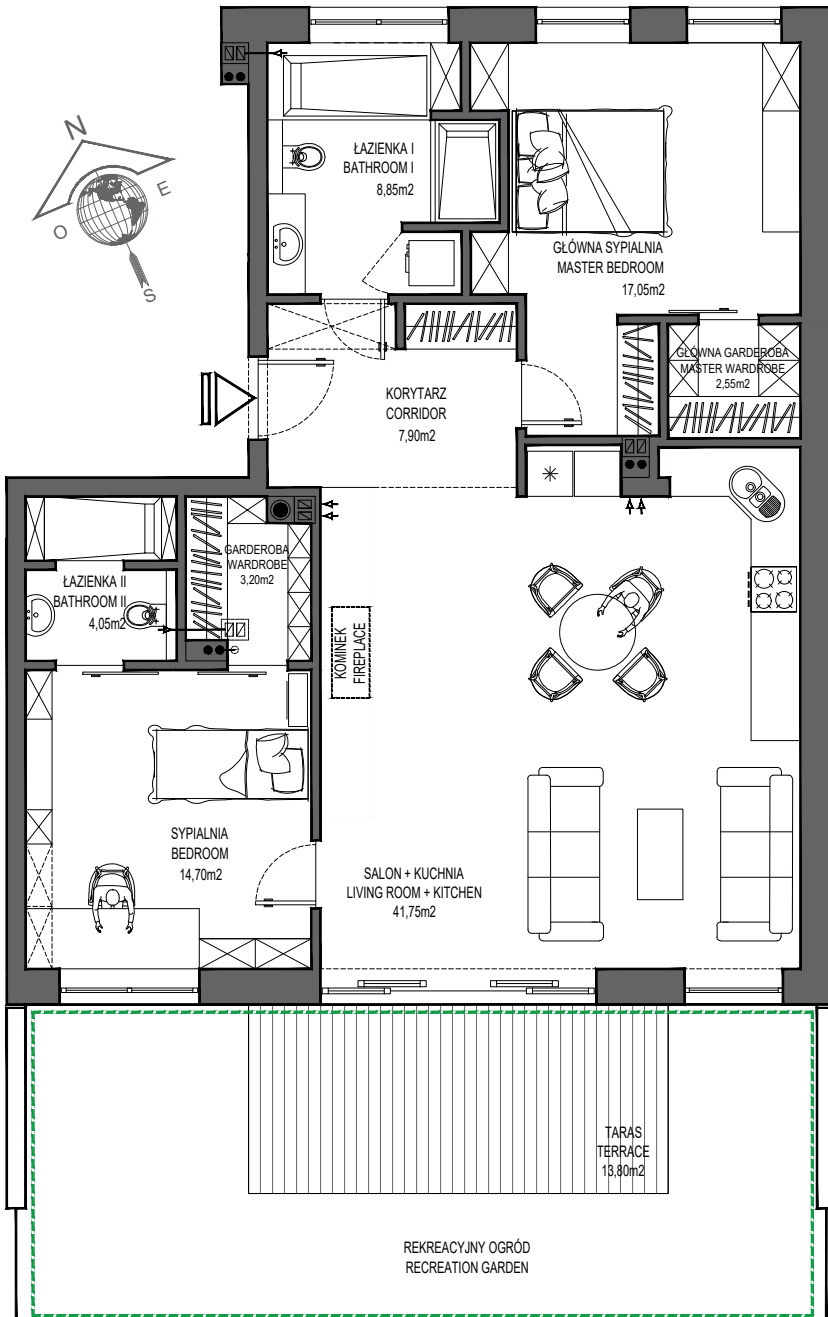 N
E
O
S
ŁAZIENKA I
BATHROOM I
8,85m2
GŁÓWNA SYPIALNIA
MASTER BEDROOM
17,05m2
GŁÓWNA GARDEROBA
MASTER WARDROBE
2,55m2
KORYTARZ
CORRIDOR
7,90m2
GARDEROBA
WARDROBE
3,20m2
ŁAZIENKA II
BATHROOM II
4,05m2
KOMINEK
FIREPLACE
SYPIALNIA
BEDROOM
14,70m2
SALON + KUCHNIA
LIVING ROOM + KITCHEN
41,75m2
TARAS
TERRACE
13,80m2
REKREACYJNY OGRÓD
RECREATION GARDEN